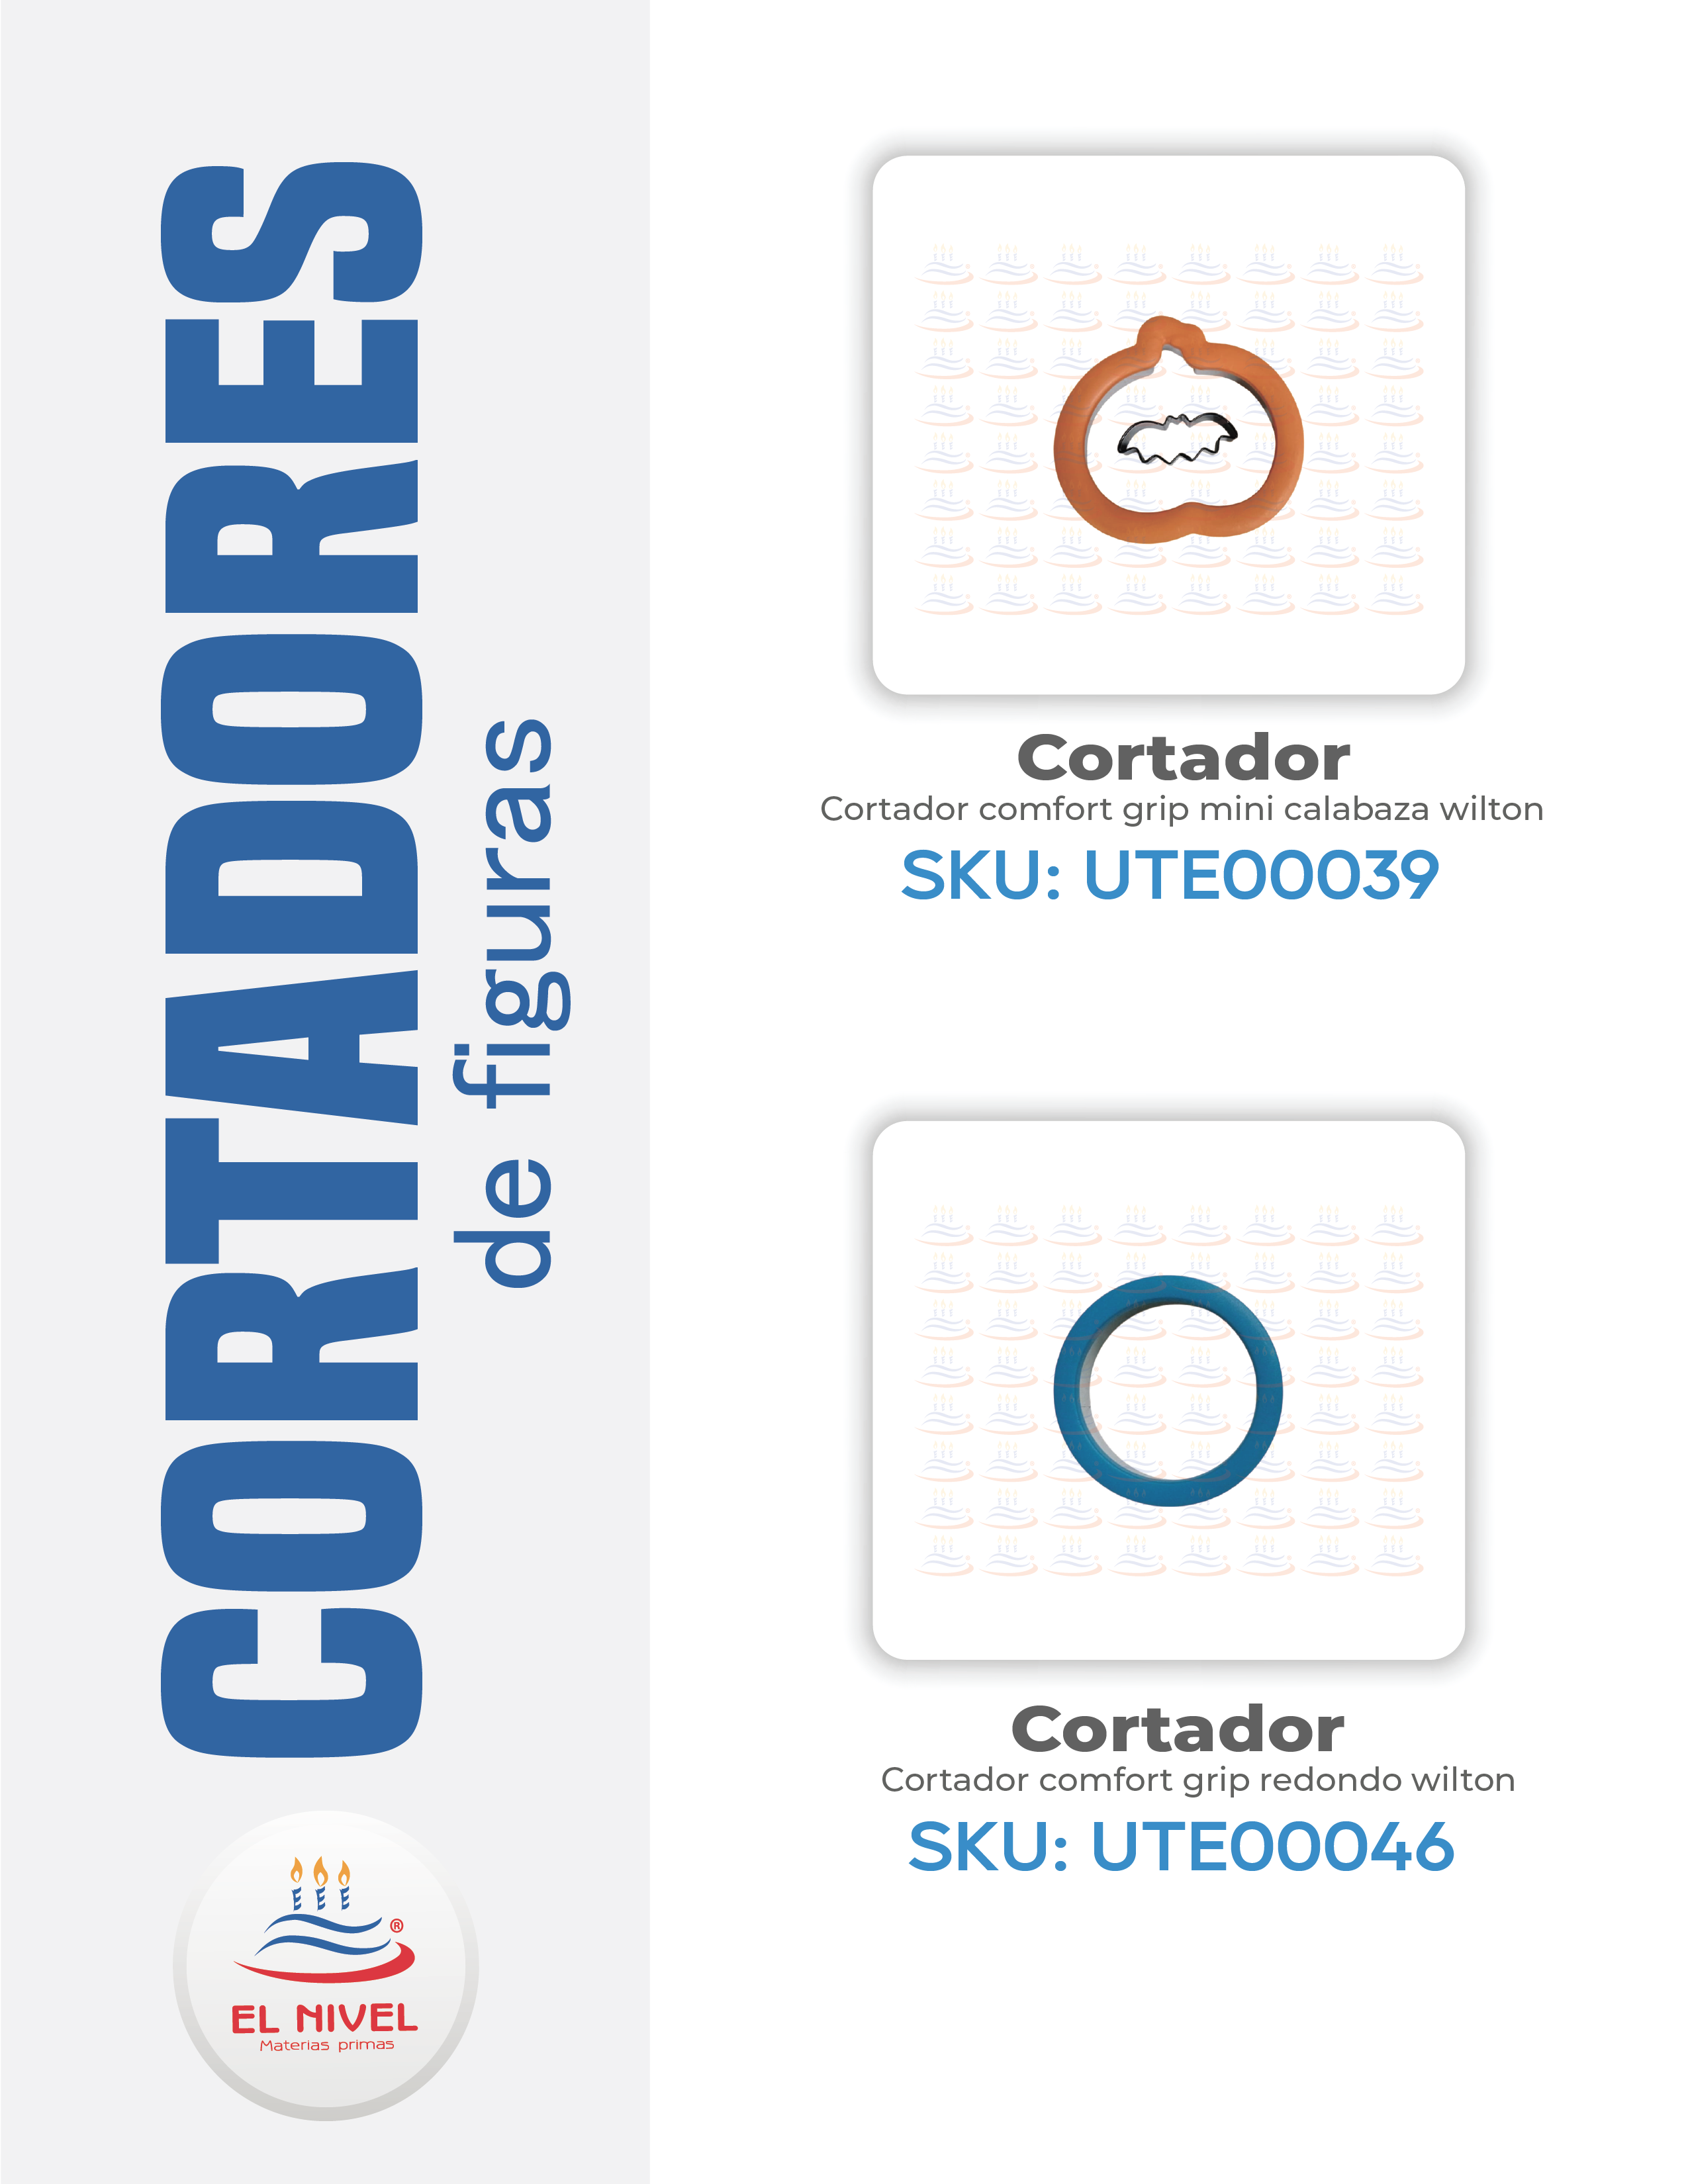 CORTADORES
de figuras
Cortador
Cortador comfort grip mini calabaza wilton
SKU: UTE00039
Cortador
Cortador comfort grip redondo wilton
SKU: UTE00046
®
EL NIVEL
Materias primas